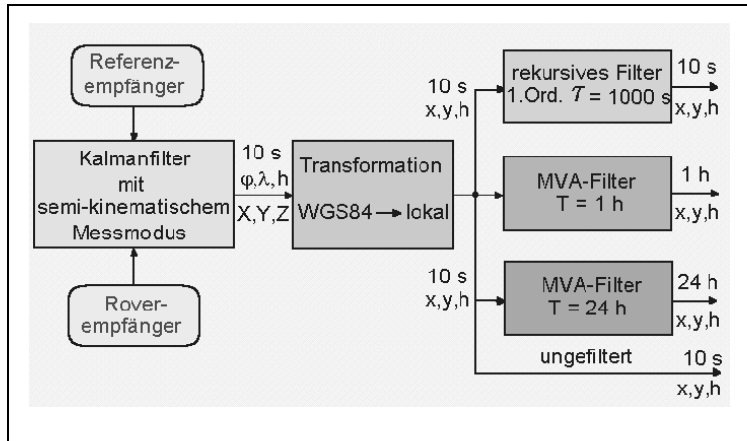 Referenz-
empfänger
Kalmanfilter
mit
semi-kinematischem
Messmodus
Rover-
empfänger
10 s
φ,λ,h
X,Y,Z
Transformation
WGS84 → lokal
10 s
x,y,h
rekursives Filter
1.Ord. T = 1000 s
10 s
x,y,h
MVA-Filter
T = 1 h
1 h
x,y,h
10 s
x,y,h
MVA-Filter
T = 24 h
24 h
x,y,h
ungefiltert
10 s
x,y,h